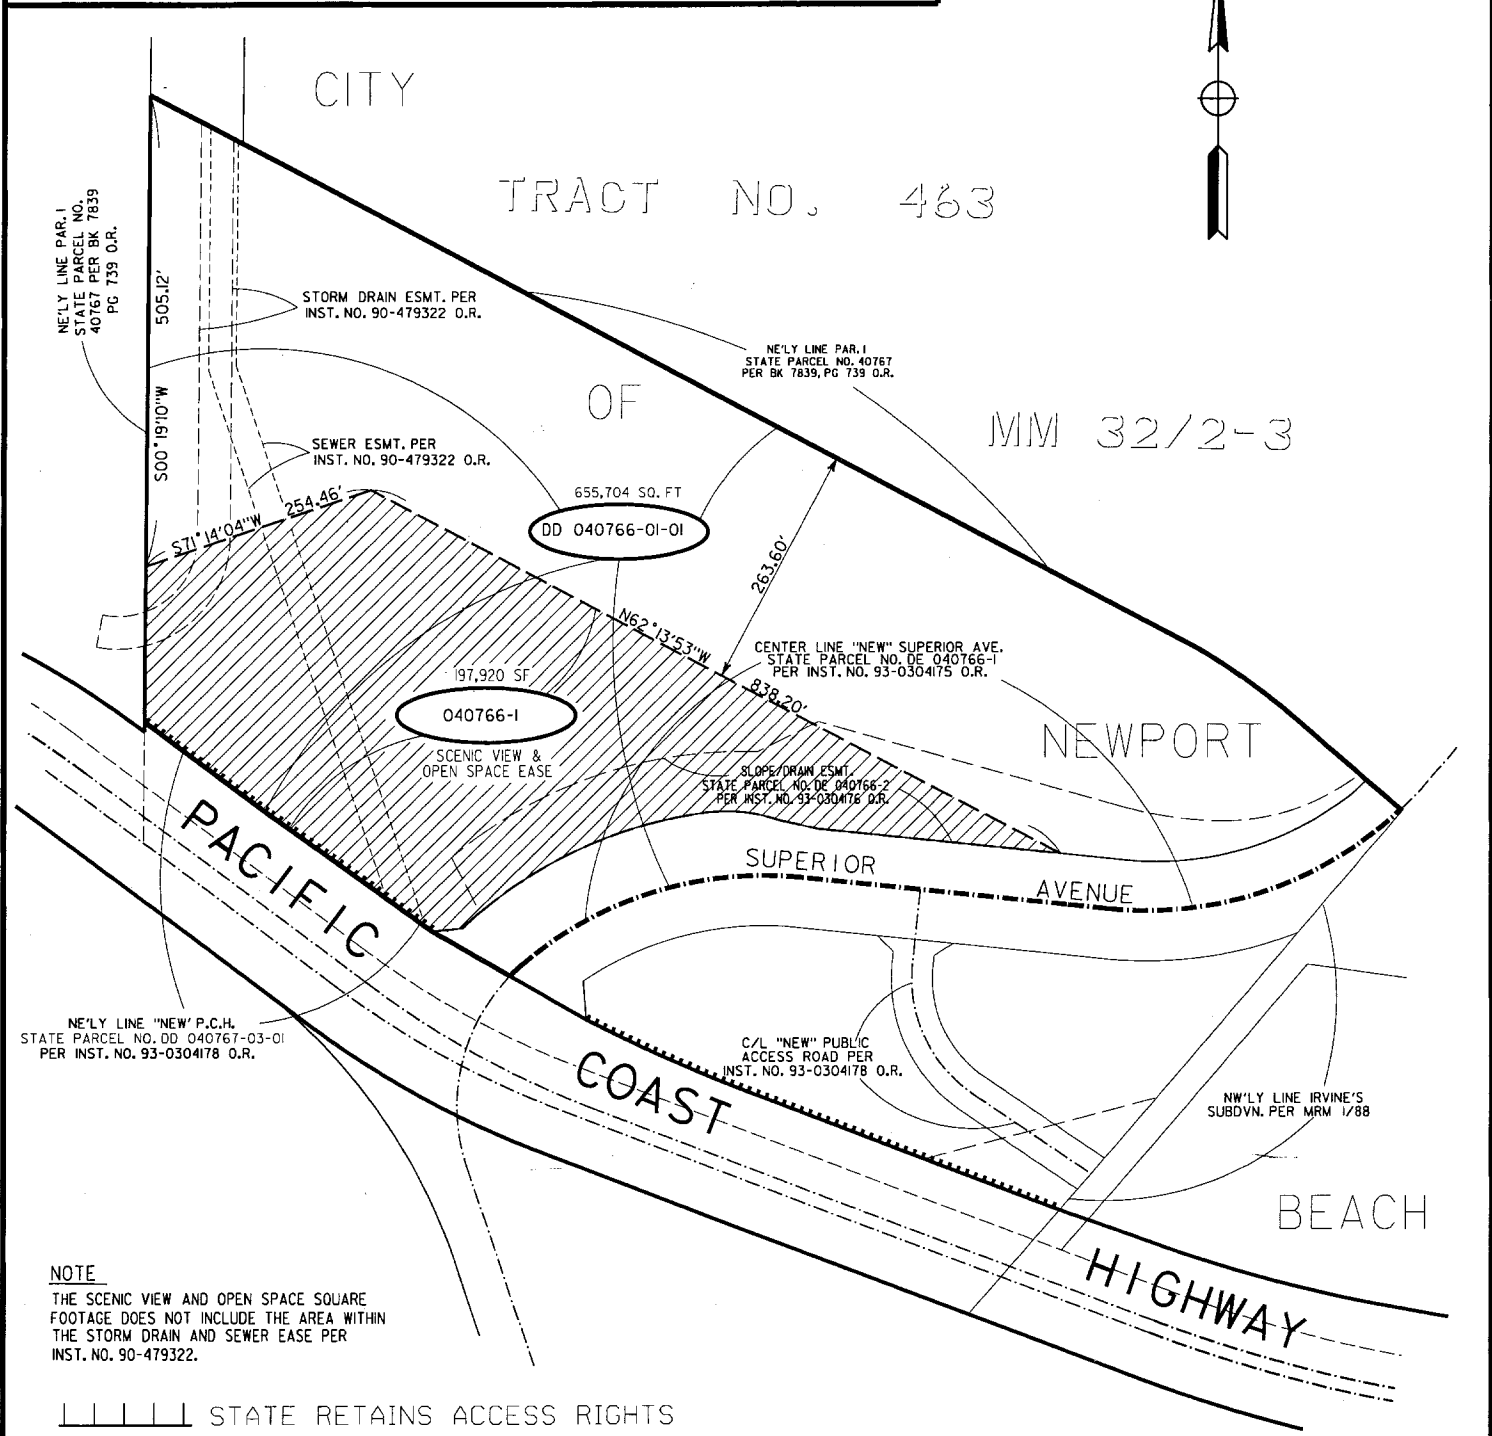 CITY
TRACT NO. 463
NE'LY LINE PAR. 1
STATE PARCEL NO.
40767 PER BK 7839
PG 739 O.R.
505.12'
S00°19'10"W
STORM DRAIN ESMT. PER
INST. NO. 90-479322 O.R.
NE'LY LINE PAR. 1
STATE PARCEL NO. 40767
PER BK 7839, PG 739 O.R.
OF
MM 32/2-3
SEWER ESMT. PER
INST. NO. 90-479322 O.R.
S71°14'04"W 254.46'
655,704 SQ. FT
DD 040766-01-01
263.60'
N62°13'53"W 838.20'
CENTER LINE "NEW" SUPERIOR AVE.
STATE PARCEL NO. DE 040766-1
PER INST. NO. 93-0304175 O.R.
197,920 SF
040766-1
SCENIC VIEW &
OPEN SPACE EASE
NEWPORT
SLOPE/DRAIN ESMT.
STATE PARCEL NO. DE 040766-2
PER INST. NO. 93-0304176 O.R.
SUPERIOR AVENUE
PACIFIC COAST HIGHWAY
NE'LY LINE "NEW' P.C.H.
STATE PARCEL NO. DD 040767-03-01
PER INST. NO. 93-0304178 O.R.
C/L "NEW" PUBLIC
ACCESS ROAD PER
INST. NO. 93-0304178 O.R.
NW'LY LINE IRVINE'S
SUBDVN. PER MRM 1/88
BEACH
NOTE
THE SCENIC VIEW AND OPEN SPACE SQUARE
FOOTAGE DOES NOT INCLUDE THE AREA WITHIN
THE STORM DRAIN AND SEWER EASE PER
INST. NO. 90-479322.
STATE RETAINS ACCESS RIGHTS